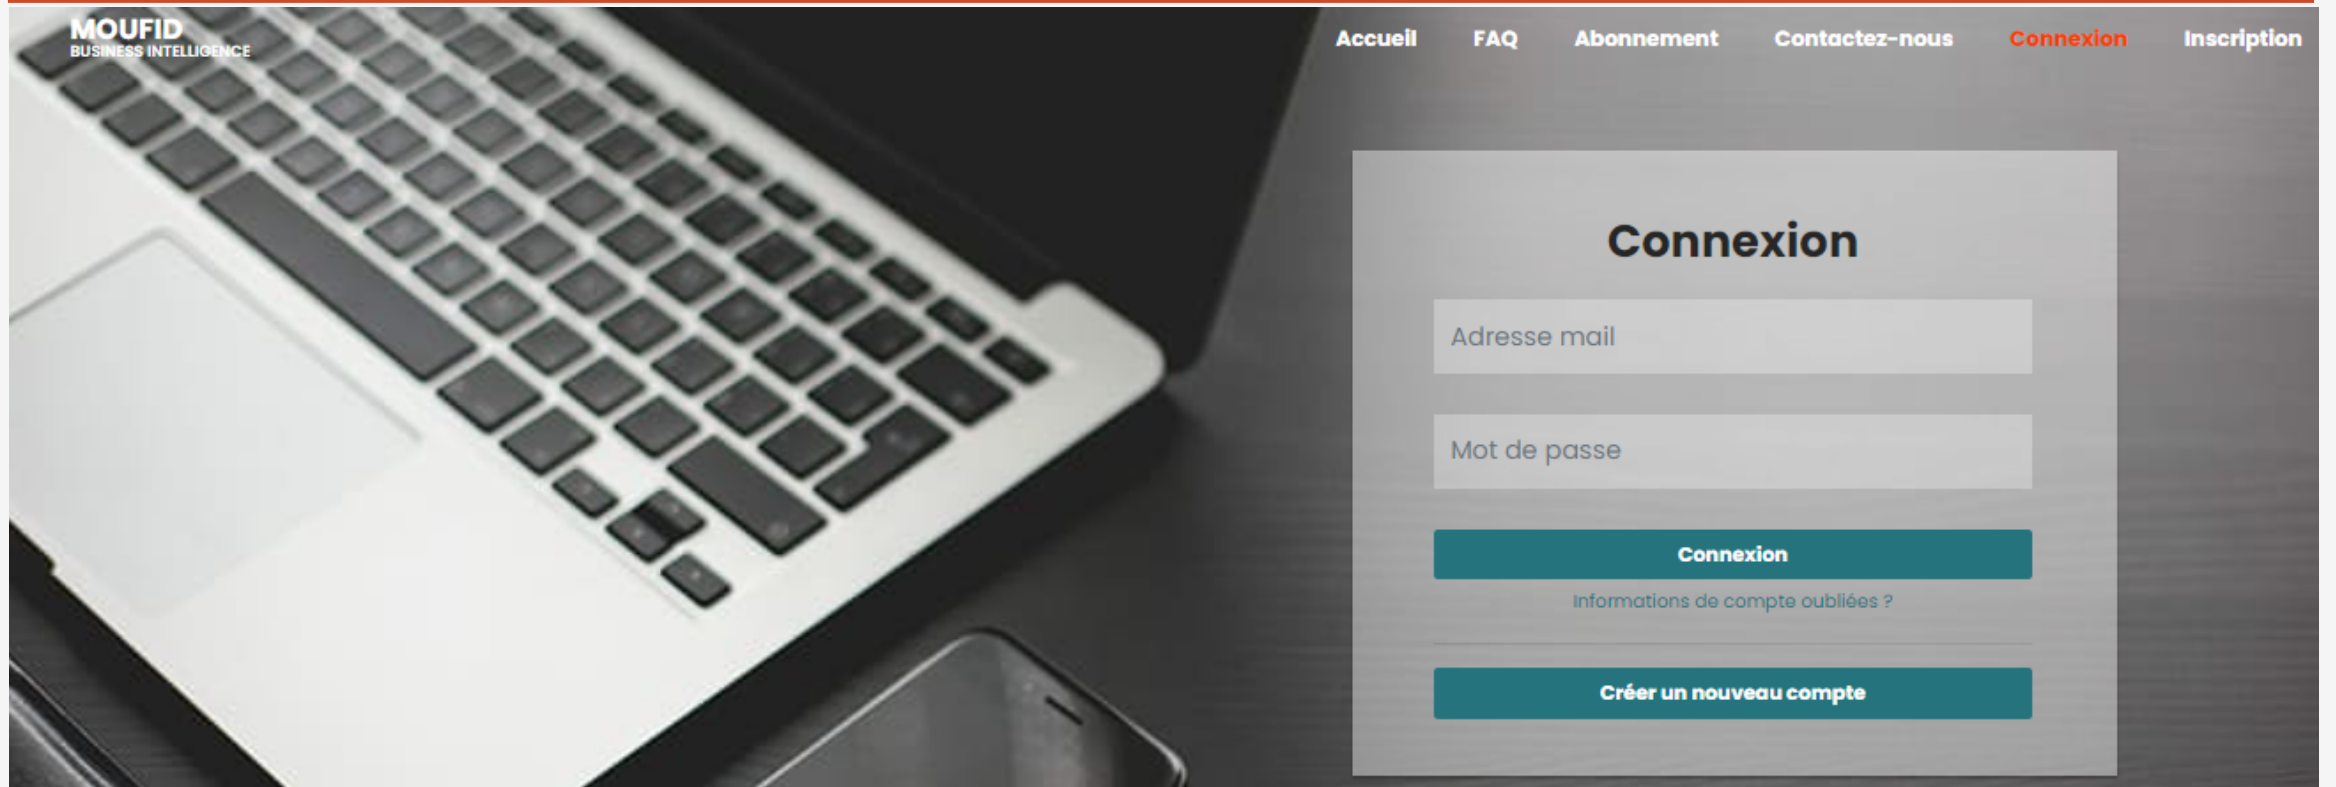 MOUFID
BUSINESS INTELLIGENCE
Accueil FAQ Abonnement Contactez-nous Connexion Inscription
Connexion
Adresse mail
Mot de passe
Connexion
Informations de compte oubliées ?
Créer un nouveau compte